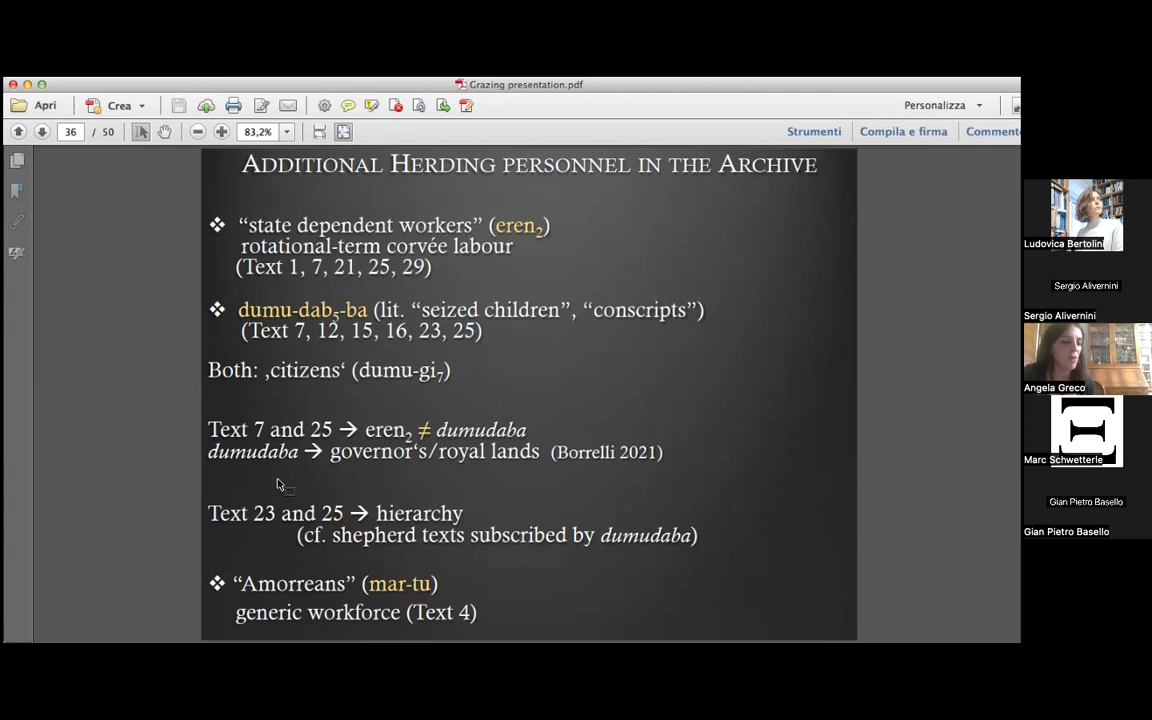 Grazing presentation.pdf
Apri
Crea
Personalizza
36 / 50
83,2%
Strumenti
Compila e firma
Comment
ADDITIONAL HERDING PERSONNEL IN THE ARCHIVE
❖ “state dependent workers” (eren₂)
rotational-term corvée labour
(Text 1, 7, 21, 25, 29)
❖ dumu-dab₅-ba (lit. “seized children”, “conscripts”)
(Text 7, 12, 15, 16, 23, 25)
Both: ‚citizens‘ (dumu-gi₇)
Text 7 and 25 → eren₂ ≠ dumudaba
dumudaba → governor‘s/royal lands (Borrelli 2021)
Text 23 and 25 → hierarchy
(cf. shepherd texts subscribed by dumudaba)
❖ “Amorreans” (mar-tu)
generic workforce (Text 4)
Ludovica Bertolini
Sergio Alivernini
Sergio Alivernini
Angela Greco
Marc Schwetterle
Gian Pietro Basello
Gian Pietro Basello